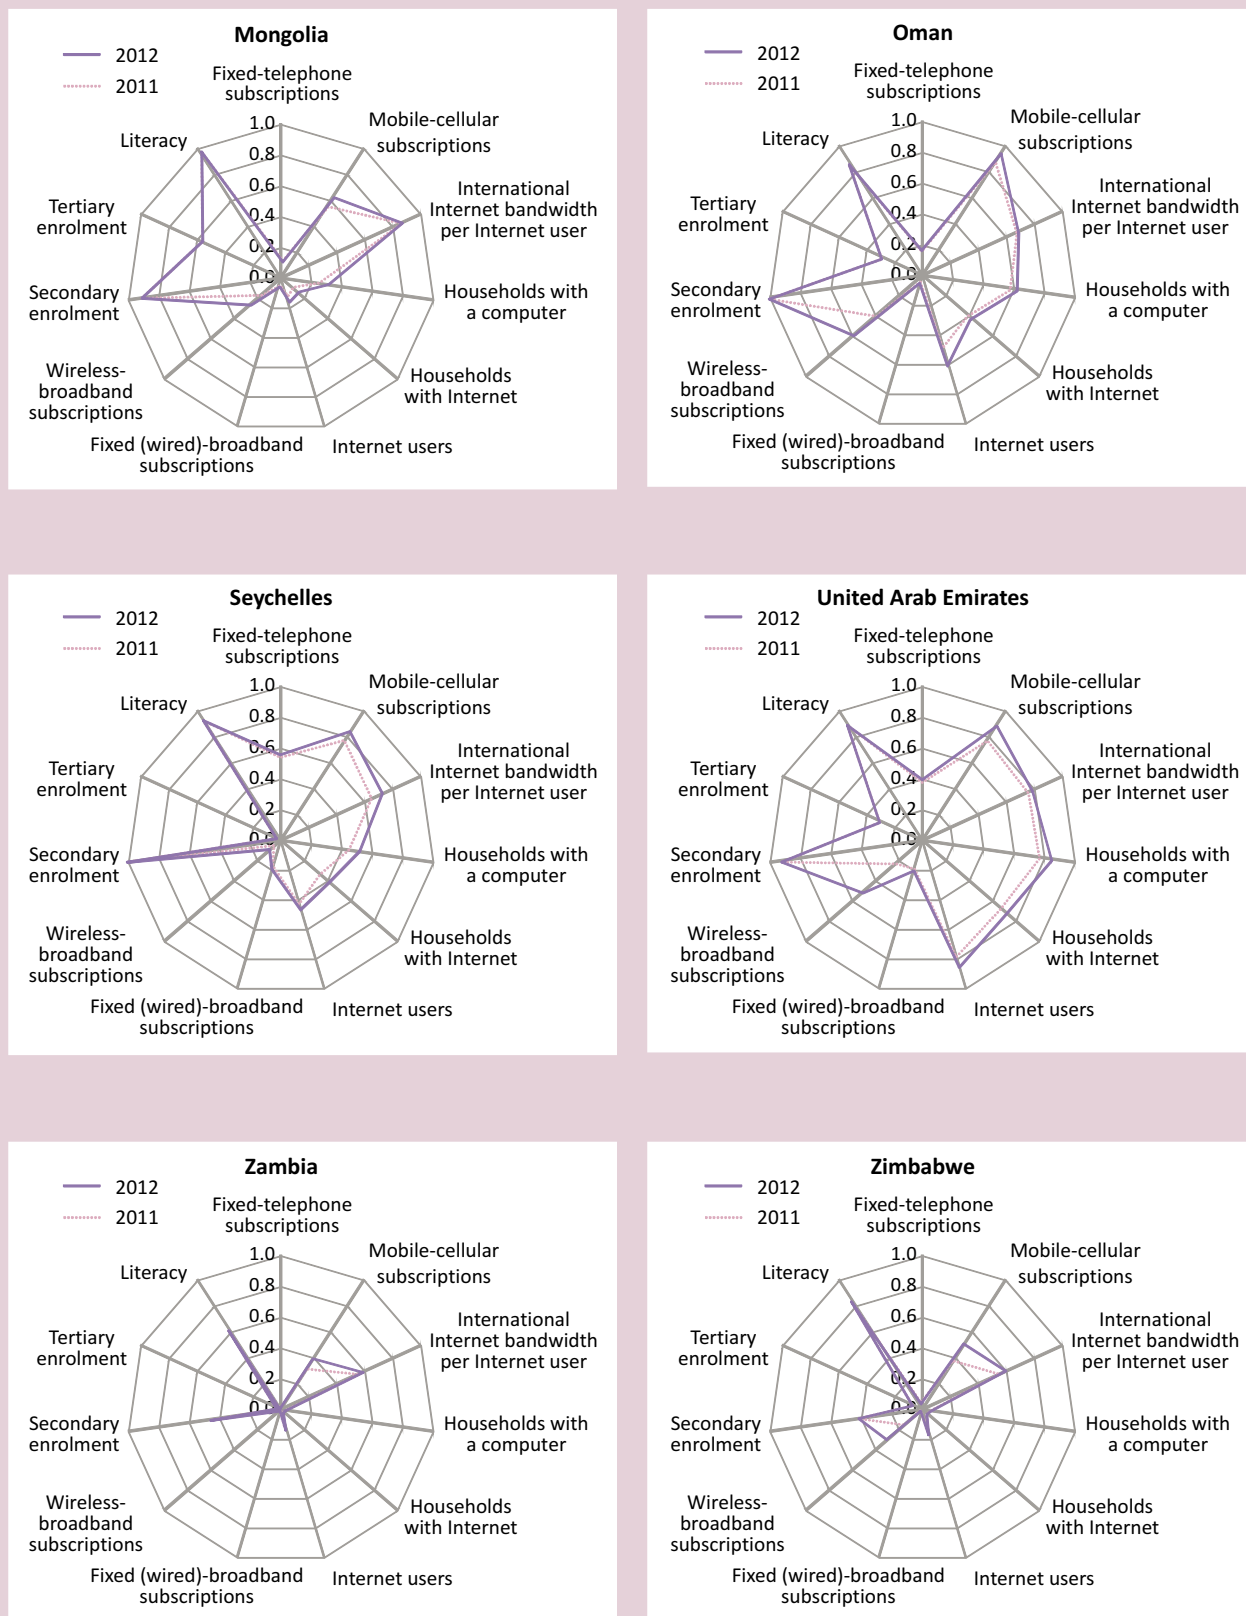 Mongolia
2012
2011
Fixed-telephone
subscriptions
Mobile-cellular
subscriptions
International
Internet bandwidth
per Internet user
Households with
a computer
Households
with Internet
Internet users
Fixed (wired)-broadband
subscriptions
Wireless-
broadband
subscriptions
Secondary
enrolment
Tertiary
enrolment
Literacy
1.0
0.8
0.6
0.4
0.2
0.0
Oman
2012
2011
Fixed-telephone
subscriptions
Mobile-cellular
subscriptions
International
Internet bandwidth
per Internet user
Households with
a computer
Households
with Internet
Internet users
Fixed (wired)-broadband
subscriptions
Wireless-
broadband
subscriptions
Secondary
enrolment
Tertiary
enrolment
Literacy
1.0
0.8
0.6
0.4
0.2
0.0
Seychelles
2012
2011
Fixed-telephone
subscriptions
Mobile-cellular
subscriptions
International
Internet bandwidth
per Internet user
Households with
a computer
Households
with Internet
Internet users
Fixed (wired)-broadband
subscriptions
Wireless-
broadband
subscriptions
Secondary
enrolment
Tertiary
enrolment
Literacy
1.0
0.8
0.6
0.4
0.2
0.0
United Arab Emirates
2012
2011
Fixed-telephone
subscriptions
Mobile-cellular
subscriptions
International
Internet bandwidth
per Internet user
Households with
a computer
Households
with Internet
Internet users
Fixed (wired)-broadband
subscriptions
Wireless-
broadband
subscriptions
Secondary
enrolment
Tertiary
enrolment
Literacy
1.0
0.8
0.6
0.4
0.2
0.0
Zambia
2012
2011
Fixed-telephone
subscriptions
Mobile-cellular
subscriptions
International
Internet bandwidth
per Internet user
Households with
a computer
Households
with Internet
Internet users
Fixed (wired)-broadband
subscriptions
Wireless-
broadband
subscriptions
Secondary
enrolment
Tertiary
enrolment
Literacy
1.0
0.8
0.6
0.4
0.2
0.0
Zimbabwe
2012
2011
Fixed-telephone
subscriptions
Mobile-cellular
subscriptions
International
Internet bandwidth
per Internet user
Households with
a computer
Households
with Internet
Internet users
Fixed (wired)-broadband
subscriptions
Wireless-
broadband
subscriptions
Secondary
enrolment
Tertiary
enrolment
Literacy
1.0
0.8
0.6
0.4
0.2
0.0